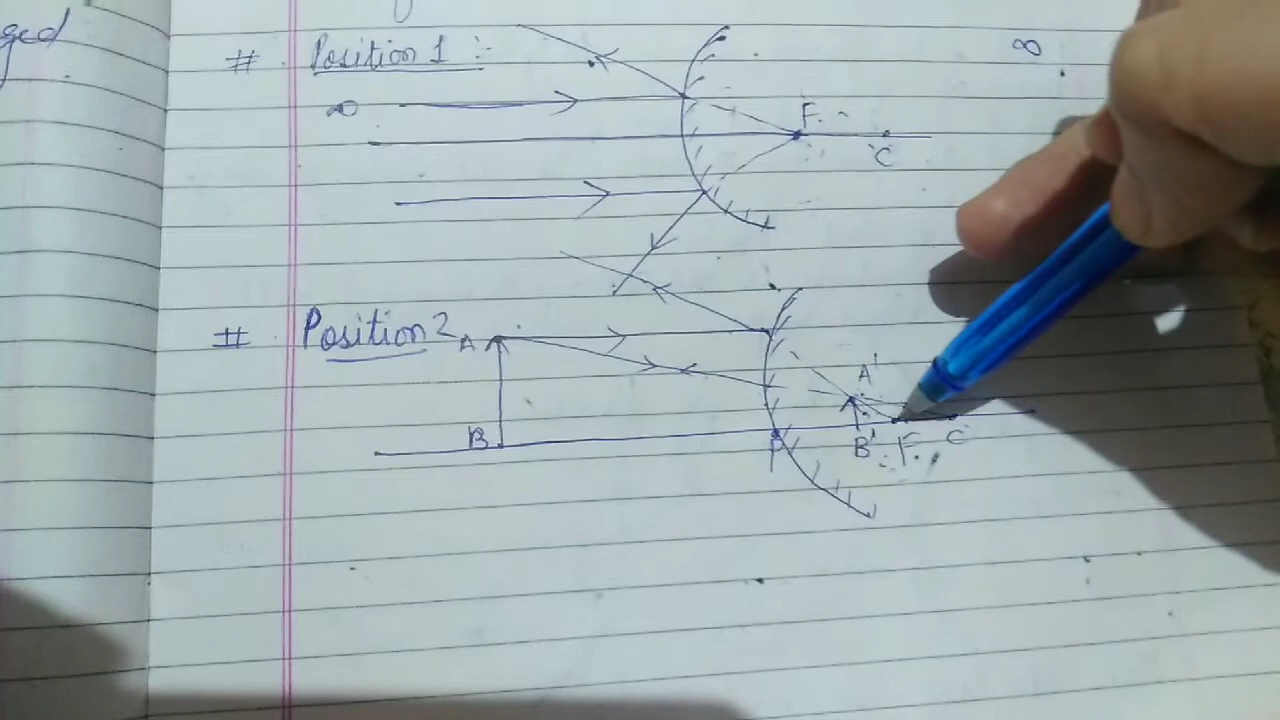 ged
# Position 1 :-
∞
∞
F
C
# Position 2
A
B
P
A'
B'
F
C